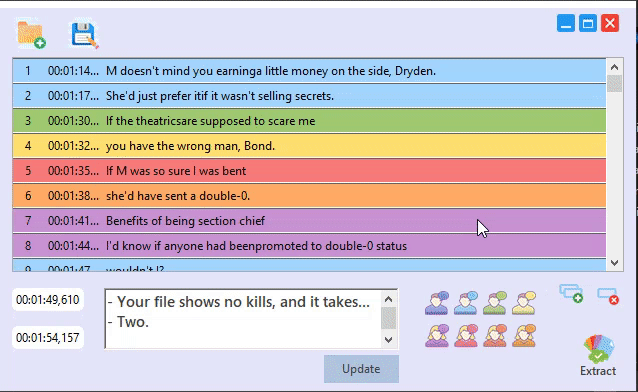 1 00:01:14... M doesn't mind you earninga a little money on the side, Dryden.
2 00:01:17... She'd just prefer itif it wasn't selling secrets.
3 00:01:30... If the theatricsare supposed to scare me
4 00:01:32... you have the wrong man, Bond.
5 00:01:35... If M was so sure I was bent
6 00:01:38... she'd have sent a double-0.
7 00:01:41... Benefits of being section chief
8 00:01:44... I'd know if anyone had beenpromoted to double-0 status
9 00:01:47... wouldn't I?
00:01:49,610
- Your file shows no kills, and it takes...
- Two.
00:01:54,157
Update
Extract